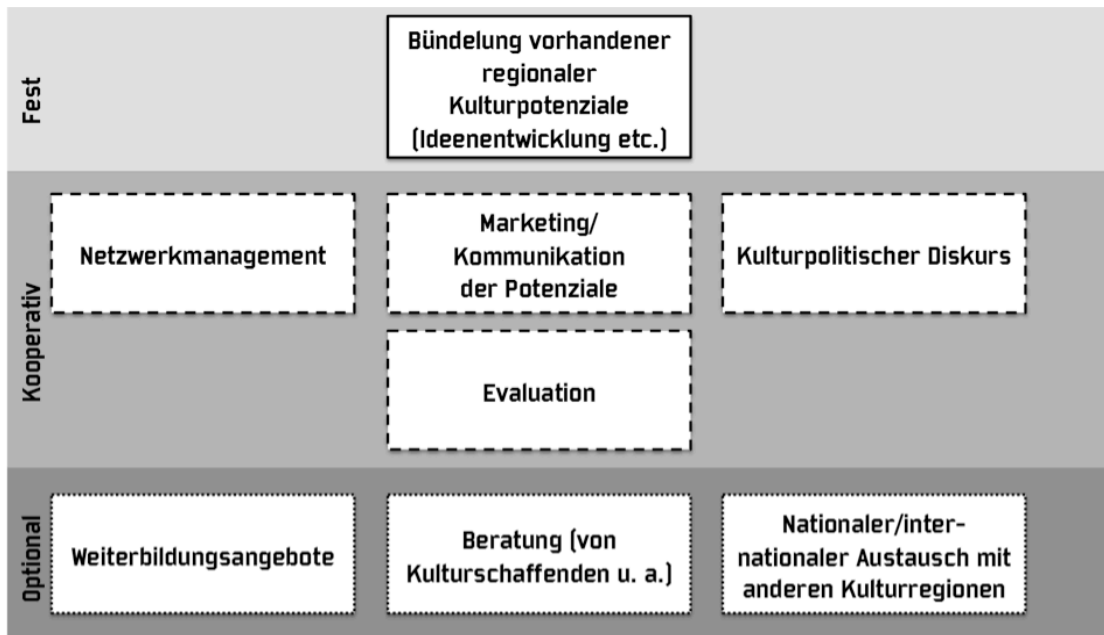 Fest
Bündelung vorhandener
regionaler
Kulturpotenziale
(Ideenentwicklung etc.)
Kooperativ
Netzwerkmanagement
Marketing/
Kommunikation
der Potenziale
Kulturpolitischer Diskurs
Evaluation
Optional
Weiterbildungsangebote
Beratung (von
Kulturschaffenden u. a.)
Nationaler/inter-
nationaler Austausch mit
anderen Kulturregionen